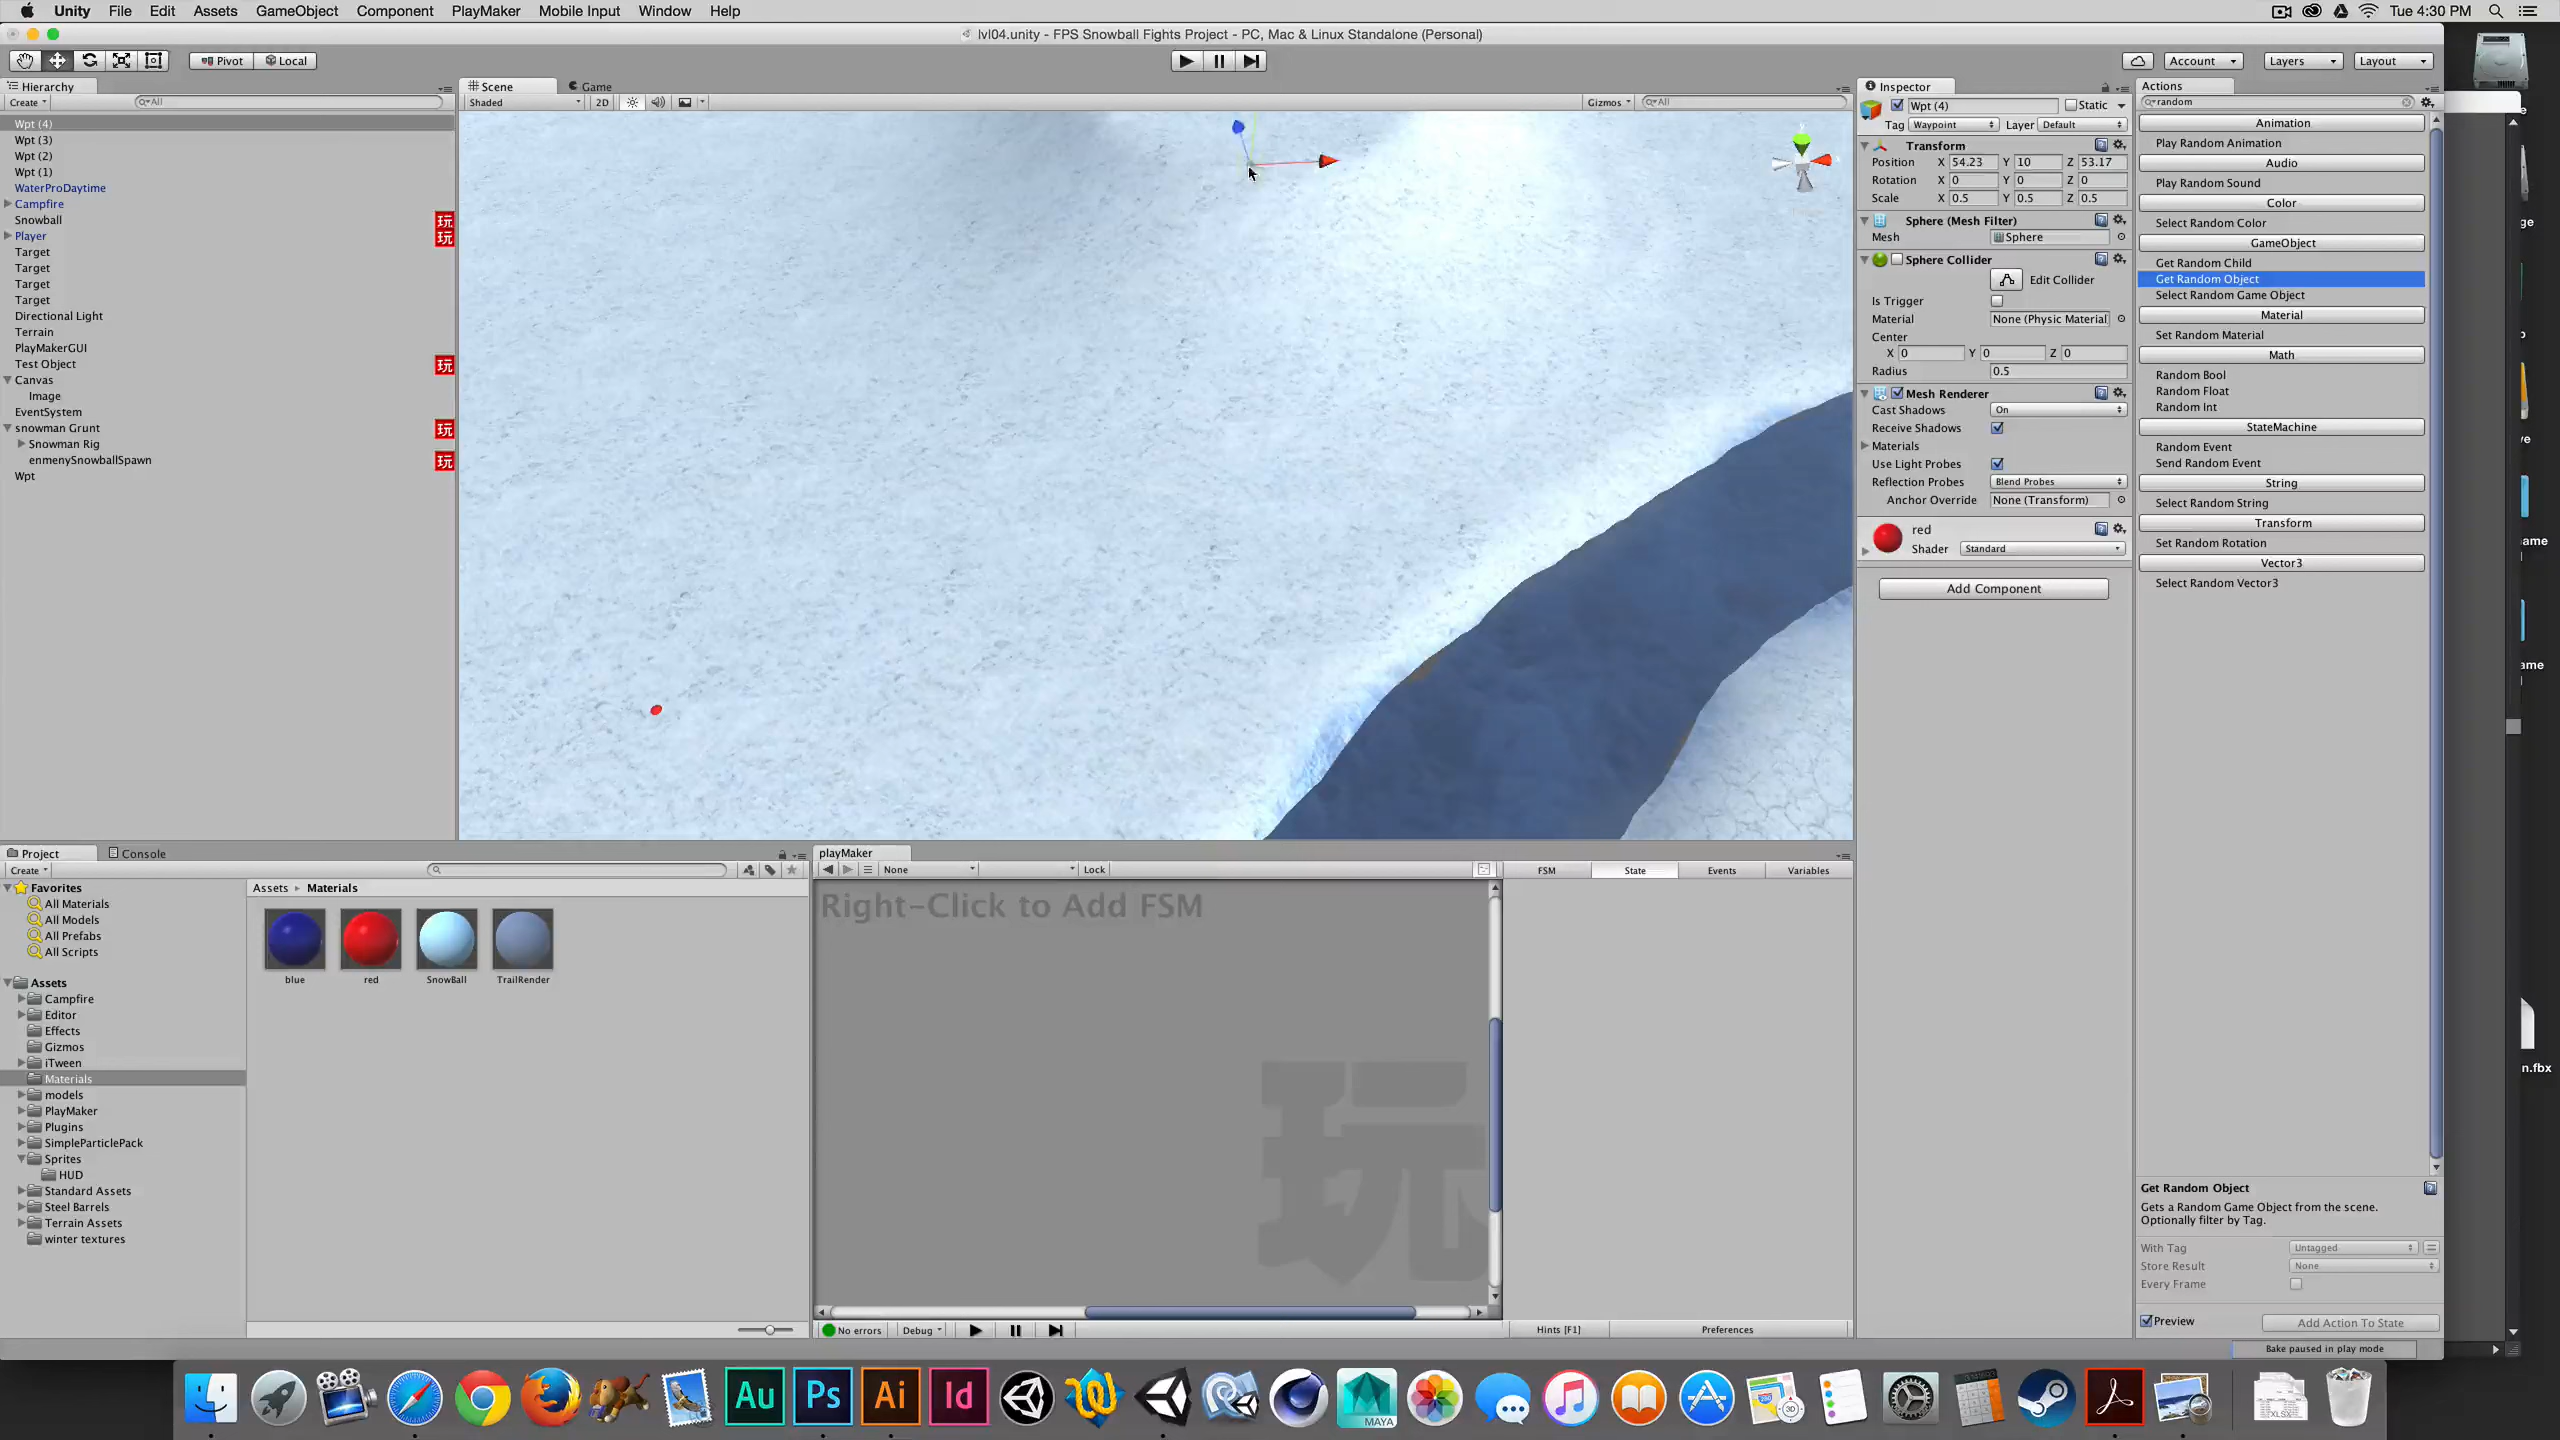 Unity File Edit Assets GameObject Component PlayMaker Mobile Input Window Help Tue 4:30 PM
lvl04.unity - FPS Snowball Fights Project - PC, Mac & Linux Standalone (Personal)
Pivot Local Account Layers Layout
Hierarchy
Create All
Wpt (4)
Wpt (3)
Wpt (2)
Wpt (1)
WaterProDaytime
Campfire
Snowball 玩
Player 玩
Target
Target
Target
Target
Directional Light
Terrain
PlayMakerGUI
Test Object 玩
Canvas
Image
EventSystem
snowman Grunt 玩
Snowman Rig
enmenySnowballSpawn 玩
Wpt
Scene Game
Shaded 2D Gizmos All
Inspector
Wpt (4) Static
Tag Waypoint Layer Default
Transform
Position X 54.23 Y 10 Z 53.17
Rotation X 0 Y 0 Z 0
Scale X 0.5 Y 0.5 Z 0.5
Sphere (Mesh Filter)
Mesh Sphere
Sphere Collider
Edit Collider
Is Trigger
Material None (Physic Material
Center
X 0 Y 0 Z 0
Radius 0.5
Mesh Renderer
Cast Shadows On
Receive Shadows
Materials
Use Light Probes
Reflection Probes Blend Probes
Anchor Override None (Transform)
red
Shader Standard
Add Component
Actions
random
Animation
Play Random Animation
Audio
Play Random Sound
Color
Select Random Color
GameObject
Get Random Child
Get Random Object
Select Random Game Object
Material
Set Random Material
Math
Random Bool
Random Float
Random Int
StateMachine
Random Event
Send Random Event
String
Select Random String
Transform
Set Random Rotation
Vector3
Select Random Vector3
Get Random Object
Gets a Random Game Object from the scene.
Optionally filter by Tag.
With Tag Untagged
Store Result None
Every Frame
Preview Add Action To State
Bake paused in play mode
Project Console
Create
Favorites
All Materials
All Models
All Prefabs
All Scripts
Assets
Campfire
Editor
Effects
Gizmos
iTween
Materials
models
PlayMaker
Plugins
SimpleParticlePack
Sprites
HUD
Standard Assets
Steel Barrels
Terrain Assets
winter textures
Assets Materials
blue red SnowBall TrailRender
playMaker
None Lock
Right-Click to Add FSM
玩
No errors Debug
FSM State Events Variables
Hints [F1] Preferences
ge
ve
ame
ame
n.fbx
Au Ps Ai Id
MAYA
XLSX